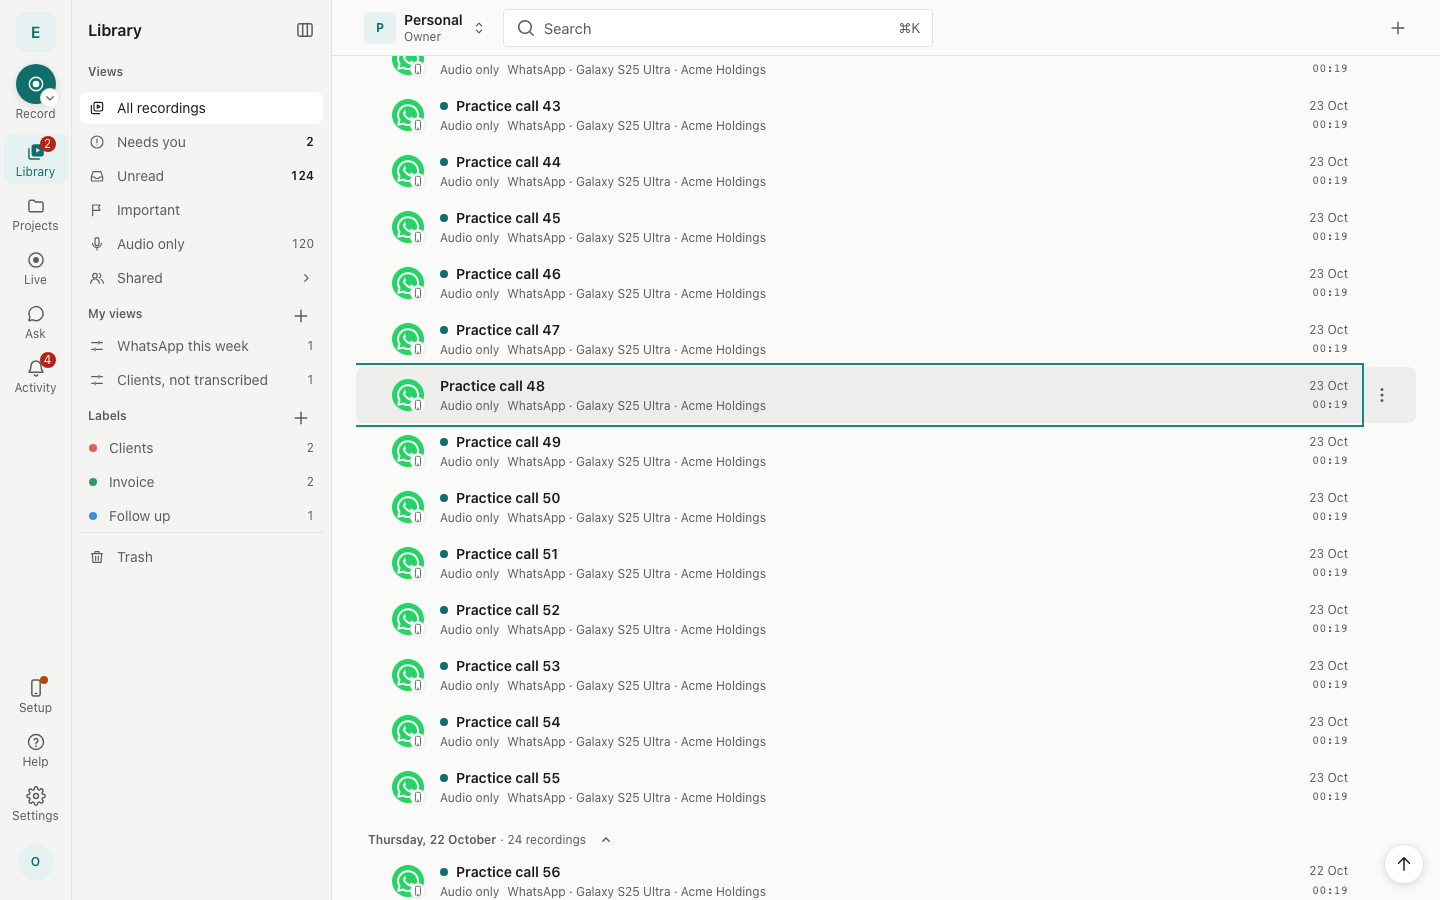 E
Record
2
Library
Projects
Live
Ask
4
Activity
Setup
Help
Settings
O
Library
Views
All recordings
Needs you 2
Unread 124
Important
Audio only 120
Shared
My views
WhatsApp this week 1
Clients, not transcribed 1
Labels
Clients 2
Invoice 2
Follow up 1
Trash
P
Personal
Owner
Search ⌘K
Audio only WhatsApp · Galaxy S25 Ultra · Acme Holdings 00:19
Practice call 43 23 Oct
Audio only WhatsApp · Galaxy S25 Ultra · Acme Holdings 00:19
Practice call 44 23 Oct
Audio only WhatsApp · Galaxy S25 Ultra · Acme Holdings 00:19
Practice call 45 23 Oct
Audio only WhatsApp · Galaxy S25 Ultra · Acme Holdings 00:19
Practice call 46 23 Oct
Audio only WhatsApp · Galaxy S25 Ultra · Acme Holdings 00:19
Practice call 47 23 Oct
Audio only WhatsApp · Galaxy S25 Ultra · Acme Holdings 00:19
Practice call 48 23 Oct
Audio only WhatsApp · Galaxy S25 Ultra · Acme Holdings 00:19
Practice call 49 23 Oct
Audio only WhatsApp · Galaxy S25 Ultra · Acme Holdings 00:19
Practice call 50 23 Oct
Audio only WhatsApp · Galaxy S25 Ultra · Acme Holdings 00:19
Practice call 51 23 Oct
Audio only WhatsApp · Galaxy S25 Ultra · Acme Holdings 00:19
Practice call 52 23 Oct
Audio only WhatsApp · Galaxy S25 Ultra · Acme Holdings 00:19
Practice call 53 23 Oct
Audio only WhatsApp · Galaxy S25 Ultra · Acme Holdings 00:19
Practice call 54 23 Oct
Audio only WhatsApp · Galaxy S25 Ultra · Acme Holdings 00:19
Practice call 55 23 Oct
Audio only WhatsApp · Galaxy S25 Ultra · Acme Holdings 00:19
Thursday, 22 October · 24 recordings
Practice call 56 22 Oct
Audio only WhatsApp · Galaxy S25 Ultra · Acme Holdings 00:19